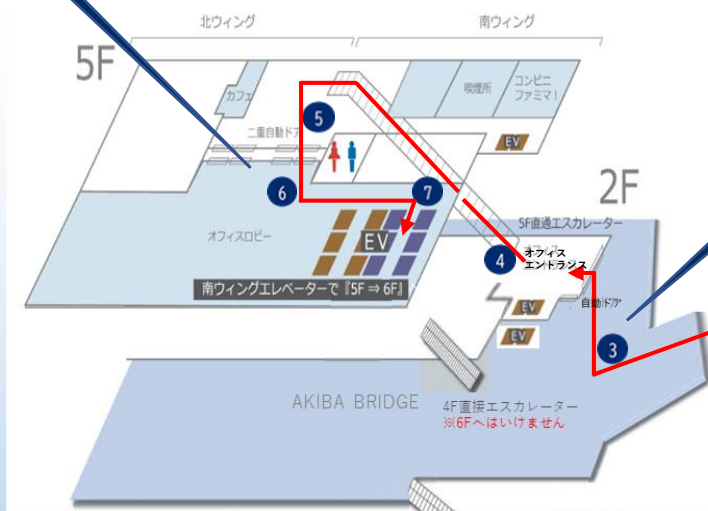 北ウィング
南ウィング
5F
カフェ
喫煙所
コンビニ
ファミマ!
二重自動ドア
5
EV
6
7
2F
5F直通エスカレーター
オフィスロビー
EV
4
オフィス
エントランス
南ウィングエレベーターで『5F⇒6F』
EV
自動ドア
EV
3
AKIBA BRIDGE
4F直接エスカレーター
※6Fへはいけません